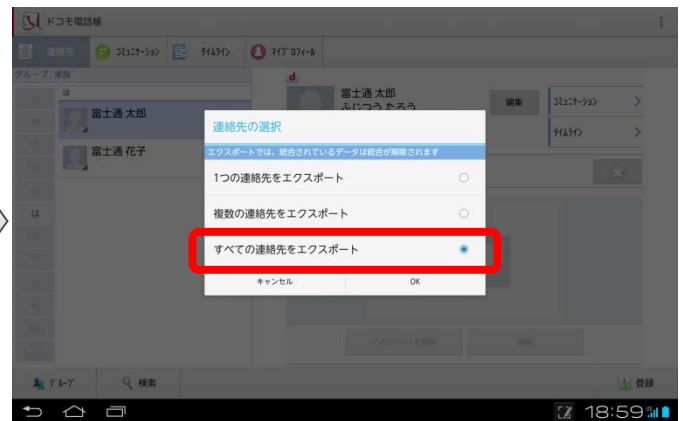 ドコモ電話帳
連絡先
コミュニケーション
タイムライン
マイプロフィール
グループ:家族
は
富士通 太郎
富士通 花子
は
富士通 太郎
ふじつう たろう
編集
コミュニケーション
タイムライン
連絡先の選択
エクスポートでは、統合されているデータは統合が解除されます
1つの連絡先をエクスポート
複数の連絡先をエクスポート
すべての連絡先をエクスポート
キャンセル
OK
グループ
検索
登録
18:59